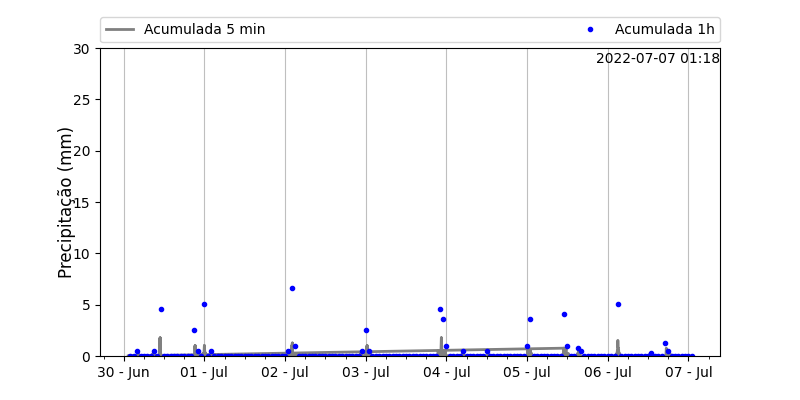 Acumulada 5 min
Acumulada 1h
2022-07-07 01:18
Precipitação (mm)
30
25
20
15
10
5
0
30 - Jun
01 - Jul
02 - Jul
03 - Jul
04 - Jul
05 - Jul
06 - Jul
07 - Jul